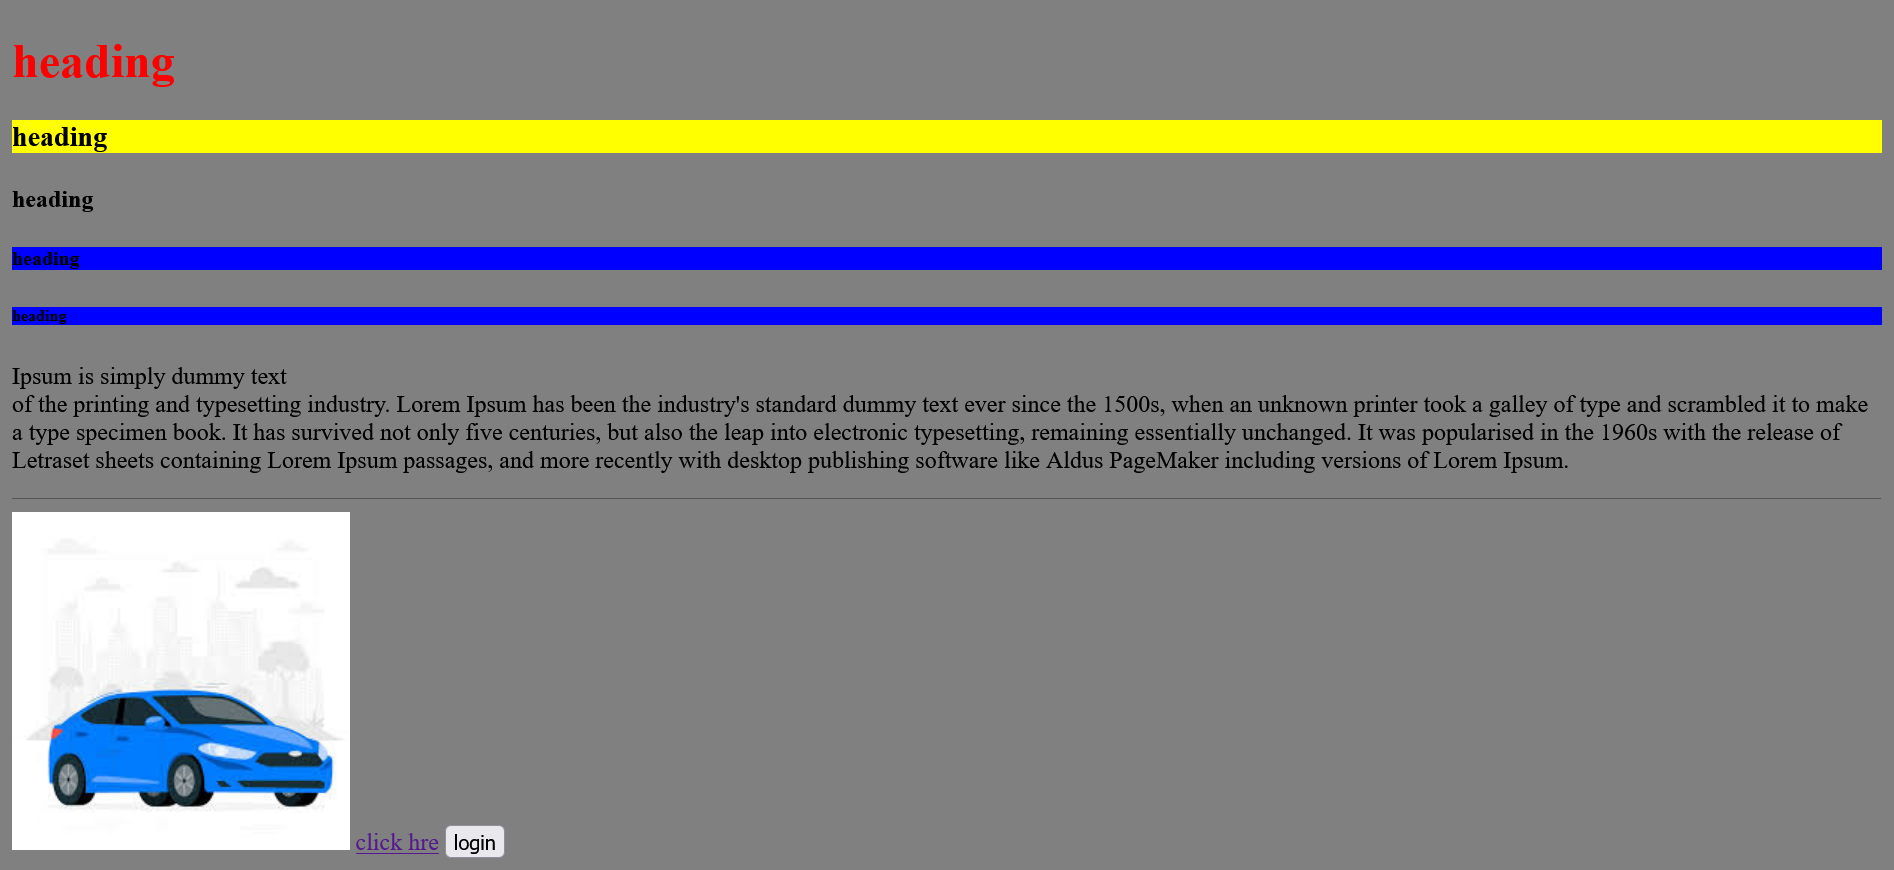 heading
heading
heading
heading
heading
Ipsum is simply dummy text
of the printing and typesetting industry. Lorem Ipsum has been the industry's standard dummy text ever since the 1500s, when an unknown printer took a galley of type and scrambled it to make
a type specimen book. It has survived not only five centuries, but also the leap into electronic typesetting, remaining essentially unchanged. It was popularised in the 1960s with the release of
Letraset sheets containing Lorem Ipsum passages, and more recently with desktop publishing software like Aldus PageMaker including versions of Lorem Ipsum.
click hre login